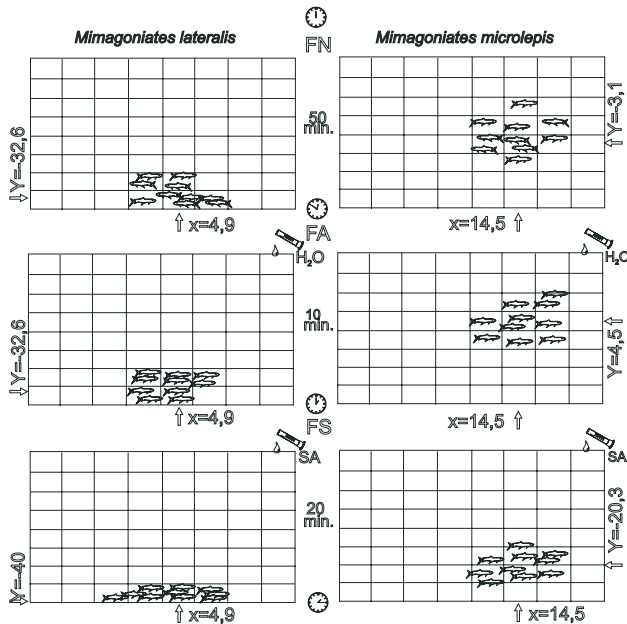 Mimagoniates lateralis
Mimagoniates microlepis
FN
Y=-32,6
50
min.
Y=-3,1
x=4,9
x=14,5
FA
H₂O
H₂O
Y=-32,6
10
min.
Y=4,5
x=4,9
x=14,5
FS
SA
SA
Y=-40
20
min.
Y=-20,3
x=4,9
x=14,5